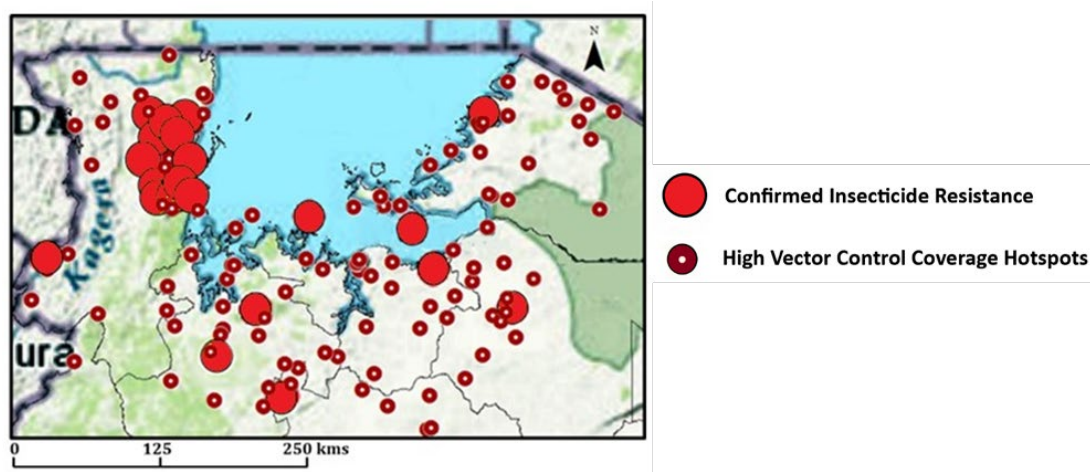 N
DA
Kagera
ura
0 125 250 kms
Confirmed Insecticide Resistance
High Vector Control Coverage Hotspots